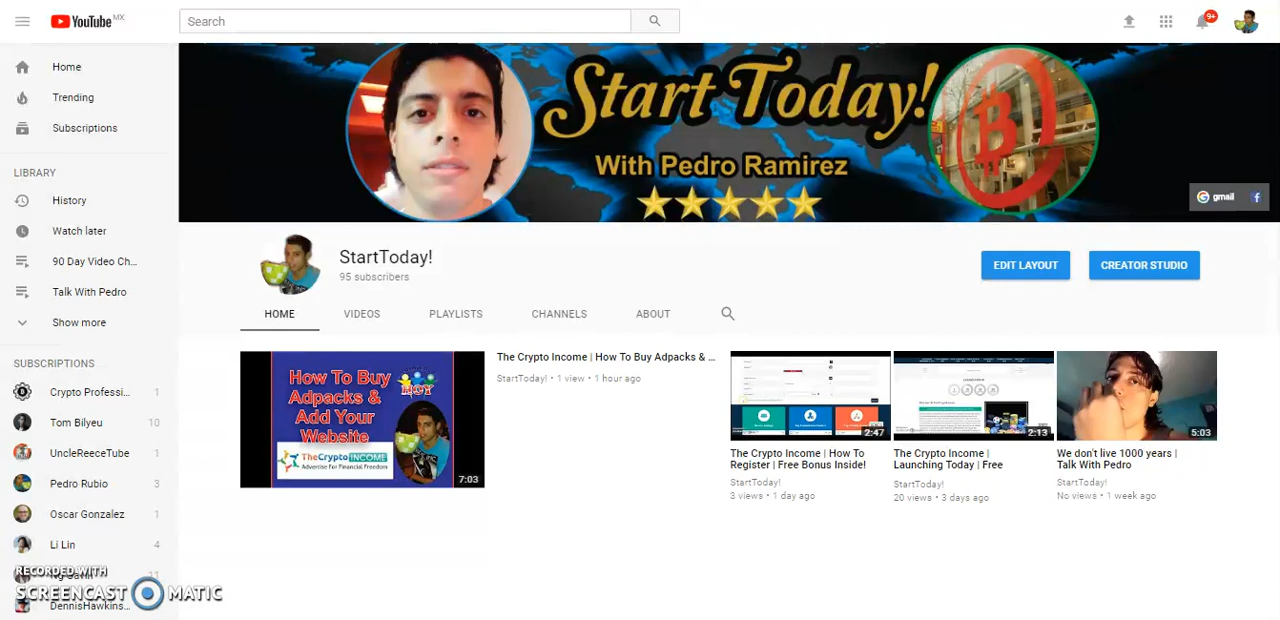 YouTube MX
Search
9+
Home
Trending
Subscriptions
LIBRARY
History
Watch later
90 Day Video Ch...
Talk With Pedro
Show more
SUBSCRIPTIONS
Crypto Professi... 1
Tom Bilyeu 10
UncleReeceTube 1
Pedro Rubio 3
Oscar Gonzalez 1
Li Lin 4
11
DennisHawkins...
RECORDED WITH
SCREENCAST MATIC
Start Today!
With Pedro Ramirez
gmail
StartToday!
95 subscribers
EDIT LAYOUT
CREATOR STUDIO
HOME
VIDEOS
PLAYLISTS
CHANNELS
ABOUT
How To Buy
Adpacks &
Add Your
Website
HOY
TheCryptoINCOME
Advertise For Financial Freedom
7:03
The Crypto Income | How To Buy Adpacks & ...
StartToday! • 1 view • 1 hour ago
2:47
The Crypto Income | How To
Register | Free Bonus Inside!
StartToday!
3 views • 1 day ago
2:13
The Crypto Income |
Launching Today | Free
StartToday!
20 views • 3 days ago
5:03
We don't live 1000 years |
Talk With Pedro
StartToday!
No views • 1 week ago